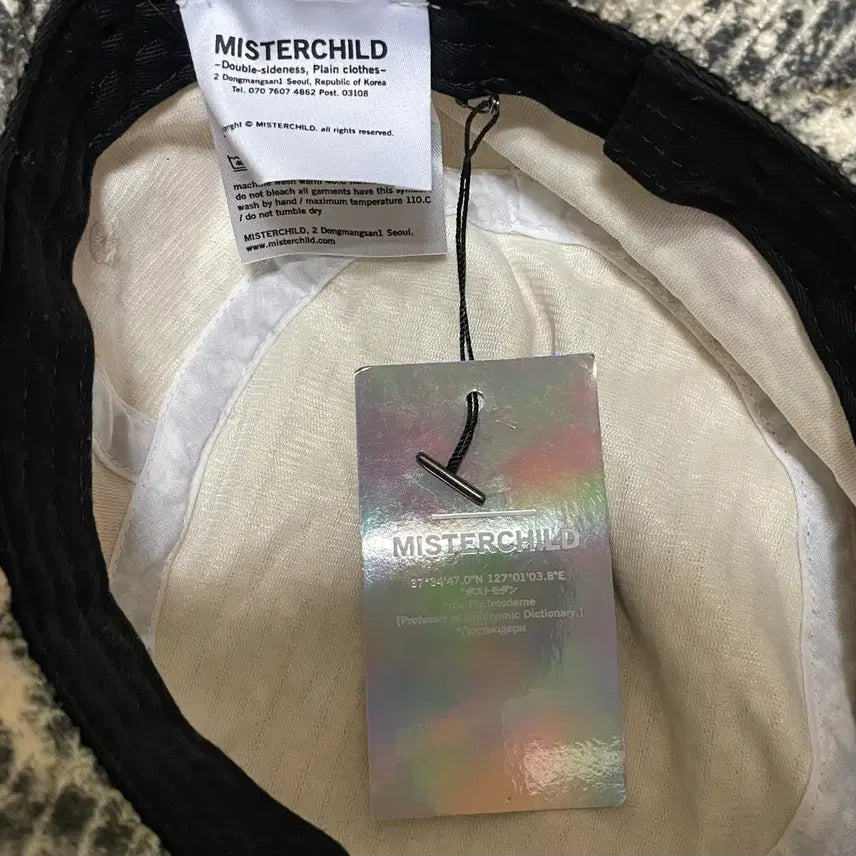 MISTERCHILD
~Double-sideness, Plain clothes~
2 Dongmangsan1 Seoul, Republic of Korea
Tel. 070 7607 4862 Post. 03108
© MISTERCHILD. all rights reserved.
machine wash warm
do not bleach all garments have this
wash by hand / maximum temperature 110.C
/ do not tumble dry
MISTERCHILD, 2 Dongmangsan1 Seoul.
www.misterchild.com
MISTERCHILD
37°34'47.0"N 127°01'03.8"E
*ポストモダン
Postmoderne
[Professor of Dictionary.]
*Постмодерн